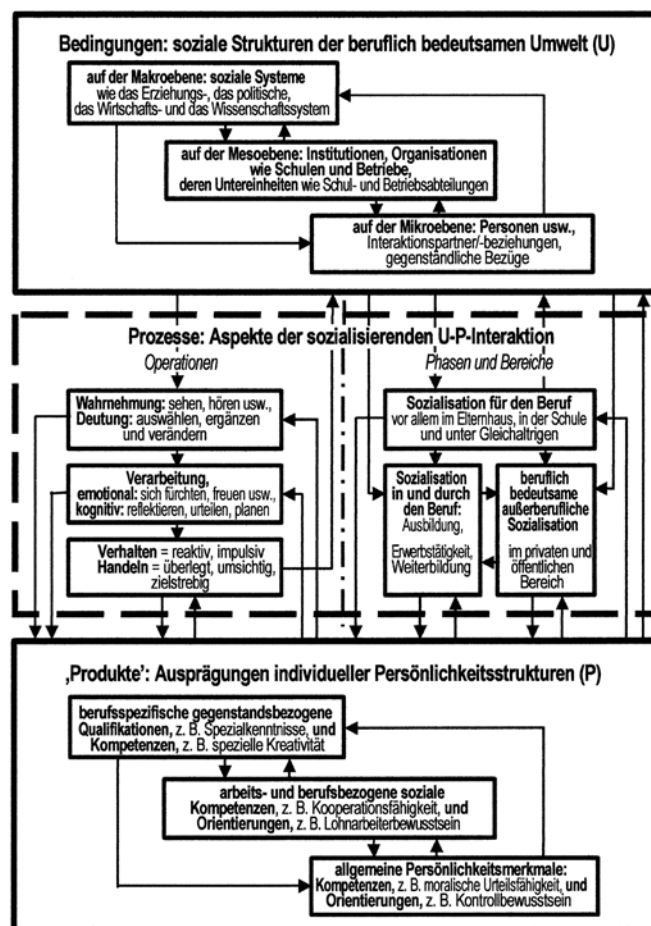 Bedingungen: soziale Strukturen der beruflich bedeutsamen Umwelt (U)
auf der Makroebene: soziale Systeme
wie das Erziehungs-, das politische,
das Wirtschafts- und das Wissenschaftssystem
auf der Mesoebene: Institutionen, Organisationen
wie Schulen und Betriebe,
deren Untereinheiten wie Schul- und Betriebsabteilungen
auf der Mikroebene: Personen usw.,
Interaktionspartner/-beziehungen,
gegenständliche Bezüge
Prozesse: Aspekte der sozialisierenden U-P-Interaktion
Operationen
Wahrnehmung: sehen, hören usw.,
Deutung: auswählen, ergänzen
und verändern
Verarbeitung,
emotional: sich fürchten, freuen usw.,
kognitiv: reflektieren, urteilen, planen
Verhalten = reaktiv, impulsiv
Handeln = überlegt, umsichtig,
zielstrebig
Phasen und Bereiche
Sozialisation für den Beruf
vor allem im Elternhaus, in der Schule
und unter Gleichaltrigen
Sozialisation
in und durch
den Beruf:
Ausbildung,
Erwerbstätigkeit,
Weiterbildung
beruflich
bedeutsame
außerberufliche
Sozialisation
im privaten und
öffentlichen
Bereich
‚Produkte’: Ausprägungen individueller Persönlichkeitsstrukturen (P)
berufsspezifische gegenstandsbezogene
Qualifikationen, z. B. Spezialkenntnisse, und
Kompetenzen, z. B. spezielle Kreativität
arbeits- und berufsbezogene soziale
Kompetenzen, z. B. Kooperationsfähigkeit, und
Orientierungen, z. B. Lohnarbeiterbewusstsein
allgemeine Persönlichkeitsmerkmale:
Kompetenzen, z. B. moralische Urteilsfähigkeit, und
Orientierungen, z. B. Kontrollbewusstsein